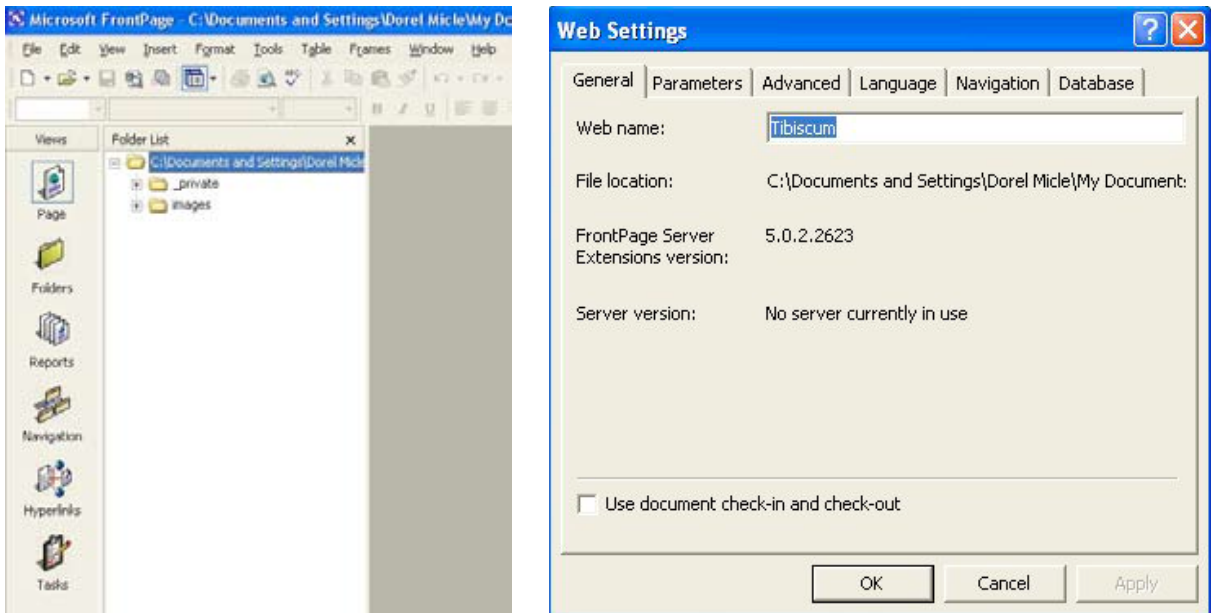 Microsoft FrontPage - C:\Documents and Settings\Dorel Micle\My Do
File Edit View Insert Format Tools Table Frames Window Help
Views
Folder List
C:\Documents and Settings\Dorel Micle
_private
images
Page
Folders
Reports
Navigation
Hyperlinks
Tasks
Web Settings
General Parameters Advanced Language Navigation Database
Web name: Tibiscum
File location: C:\Documents and Settings\Dorel Micle\My Documents
FrontPage Server
Extensions version:
5.0.2.2623
Server version: No server currently in use
Use document check-in and check-out
OK Cancel Apply